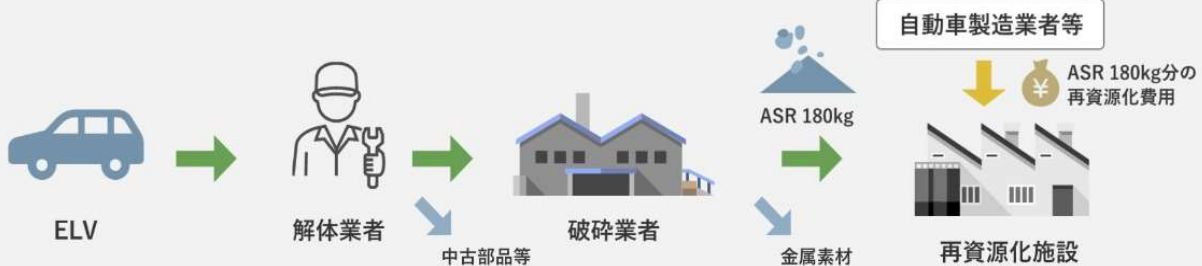 自動車製造業者等
ASR 180kg分の
再資源化費用
¥
ASR 180kg
ELV
解体業者
中古部品等
破砕業者
金属素材
再資源化施設